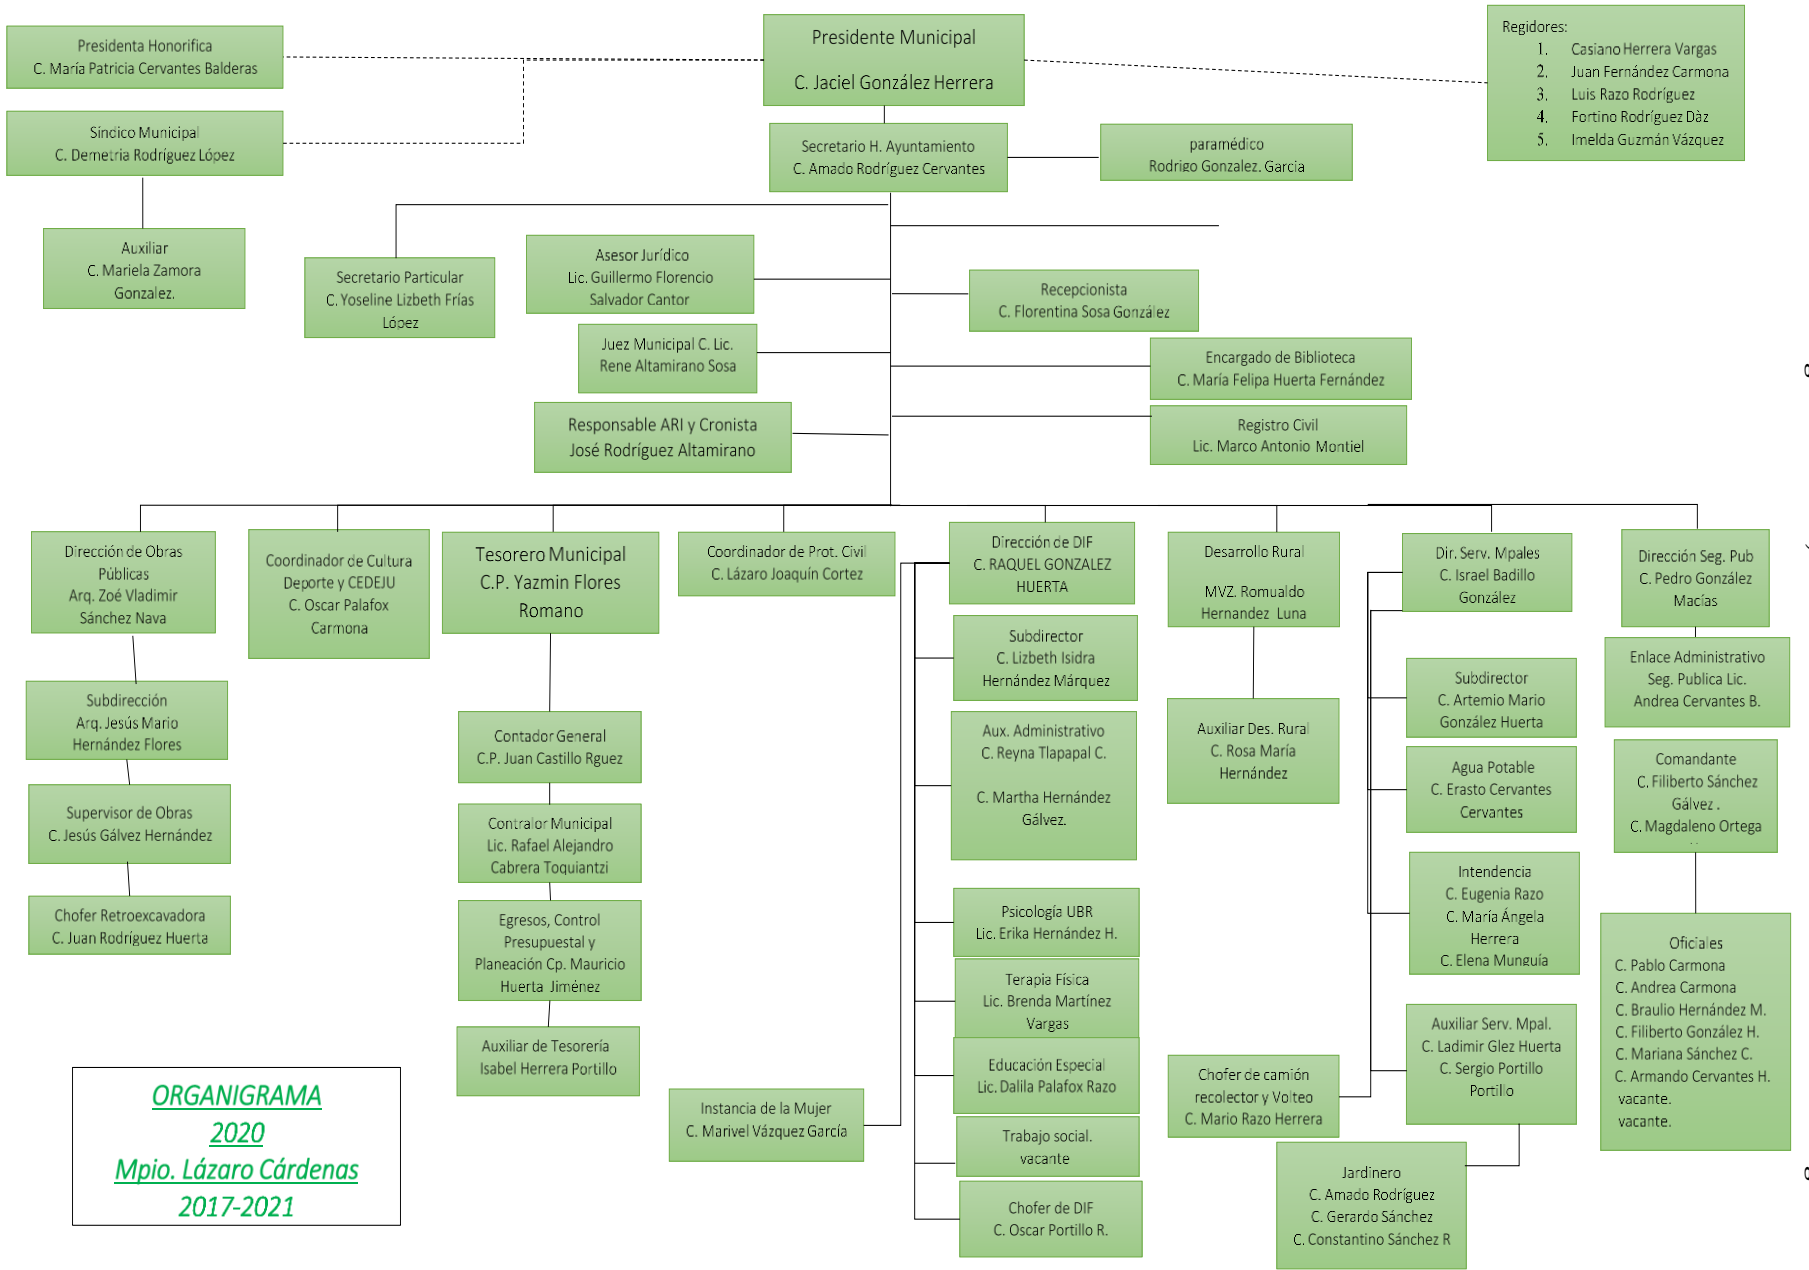 Presidenta Honorifica
C. María Patricia Cervantes Balderas
Presidente Municipal
C. Jaciel González Herrera
Regidores:
1. Casiano Herrera Vargas
2. Juan Fernández Carmona
3. Luis Razo Rodríguez
4. Fortino Rodríguez Dàz
5. Imelda Guzmán Vázquez
Síndico Municipal
C. Demetria Rodríguez López
Secretario H. Ayuntamiento
C. Amado Rodríguez Cervantes
paramédico
Rodrigo Gonzalez. Garcia
Auxiliar
C. Mariela Zamora
Gonzalez.
Secretario Particular
C. Yoseline Lizbeth Frías
López
Asesor Jurídico
Lic. Guillermo Florencio
Salvador Cantor
Recepcionista
C. Florentina Sosa González
Juez Municipal C. Lic.
Rene Altamirano Sosa
Encargado de Biblioteca
C. María Felipa Huerta Fernández
Responsable ARI y Cronista
José Rodríguez Altamirano
Registro Civil
Lic. Marco Antonio Montiel
Dirección de Obras
Públicas
Arq. Zoé Vladimir
Sánchez Nava
Coordinador de Cultura
Deporte y CEDEJU
C. Oscar Palafox
Carmona
Tesorero Municipal
C.P. Yazmin Flores
Romano
Coordinador de Prot. Civil
C. Lázaro Joaquín Cortez
Dirección de DIF
C. RAQUEL GONZALEZ
HUERTA
Desarrollo Rural
MVZ. Romualdo
Hernandez Luna
Dir. Serv. Mpales
C. Israel Badillo
González
Dirección Seg. Pub
C. Pedro González
Macías
Subdirección
Arq. Jesús Mario
Hernández Flores
Supervisor de Obras
C. Jesús Gálvez Hernández
Chofer Retroexcavadora
C. Juan Rodríguez Huerta
Contador General
C.P. Juan Castillo Rguez
Contralor Municipal
Lic. Rafael Alejandro
Cabrera Toquiantzi
Egresos, Control
Presupuestal y
Planeación Cp. Mauricio
Huerta Jiménez
Auxiliar de Tesorería
Isabel Herrera Portillo
Instancia de la Mujer
C. Marivel Vázquez García
Subdirector
C. Lizbeth Isidra
Hernández Márquez
Aux. Administrativo
C. Reyna Tlapapal C.
C. Martha Hernández
Gálvez.
Psicología UBR
Lic. Erika Hernández H.
Terapia Física
Lic. Brenda Martínez
Vargas
Educación Especial
Lic. Dalila Palafox Razo
Trabajo social.
vacante
Chofer de DIF
C. Oscar Portillo R.
Auxiliar Des. Rural
C. Rosa María
Hernández
Chofer de camión
recolector y Volteo
C. Mario Razo Herrera
Subdirector
C. Artemio Mario
González Huerta
Agua Potable
C. Erasto Cervantes
Cervantes
Intendencia
C. Eugenia Razo
C. María Ángela
Herrera
C. Elena Munguía
Auxiliar Serv. Mpal.
C. Ladimir Glez Huerta
C. Sergio Portillo
Portillo
Jardinero
C. Amado Rodríguez
C. Gerardo Sánchez
C. Constantino Sánchez R
Enlace Administrativo
Seg. Publica Lic.
Andrea Cervantes B.
Comandante
C. Filiberto Sánchez
Gálvez .
C. Magdaleno Ortega
Oficiales
C. Pablo Carmona
C. Andrea Carmona
C. Braulio Hernández M.
C. Filiberto González H.
C. Mariana Sánchez C.
C. Armando Cervantes H.
vacante.
vacante.
ORGANIGRAMA
2020
Mpio. Lázaro Cárdenas
2017-2021